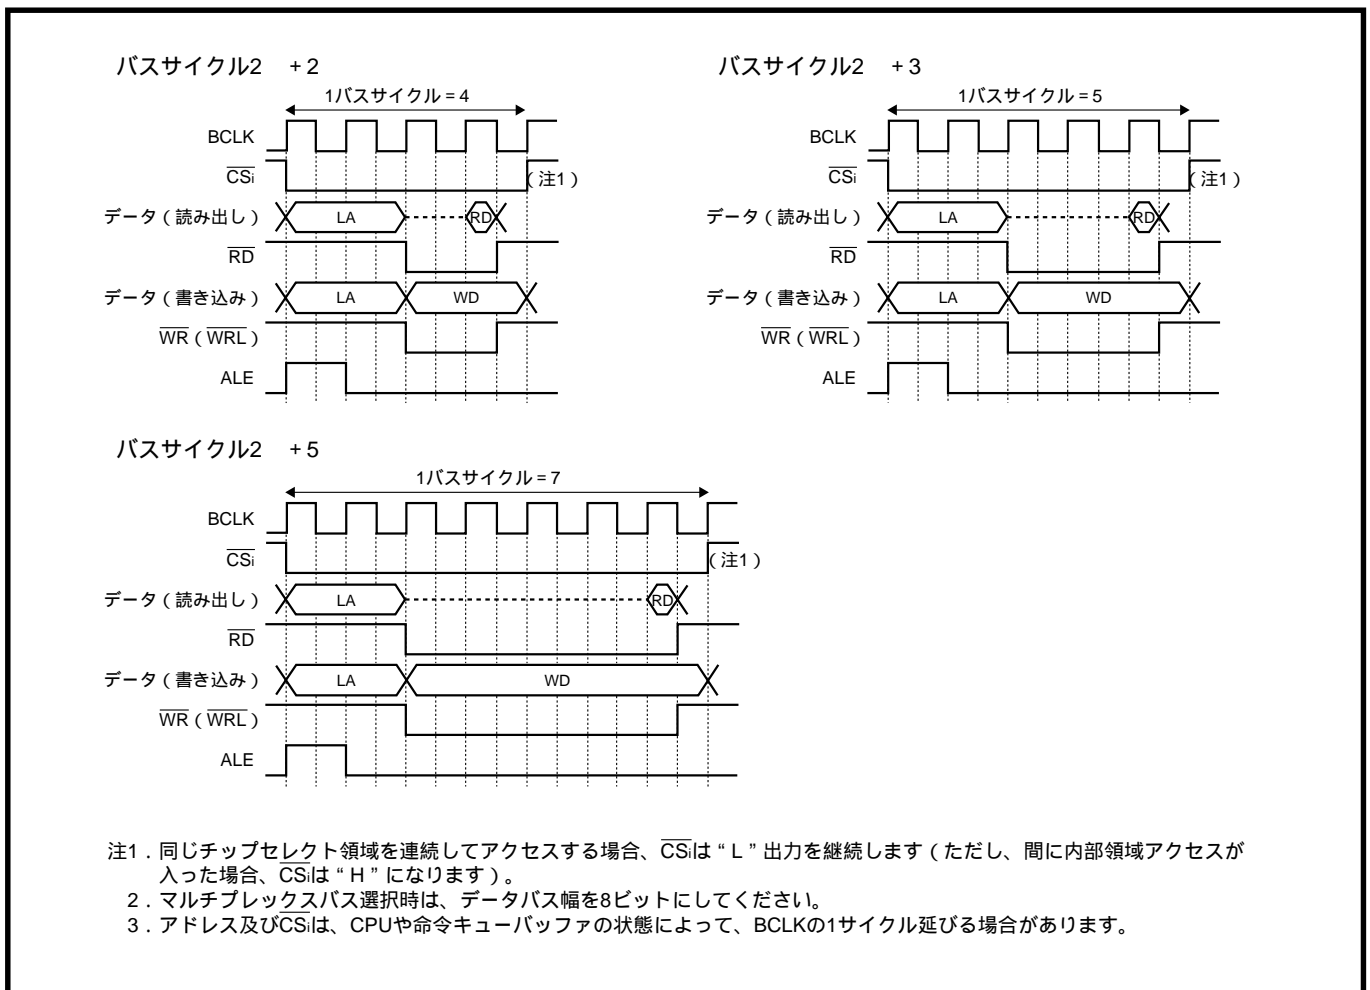 バスサイクル2 +2
1バスサイクル=4
BCLK
CSi
(注1)
データ(読み出し)
LA
RD
RD
データ(書き込み)
LA
WD
WR(WRL)
ALE
バスサイクル2 +3
1バスサイクル=5
BCLK
CSi
(注1)
データ(読み出し)
LA
RD
RD
データ(書き込み)
LA
WD
WR(WRL)
ALE
バスサイクル2 +5
1バスサイクル=7
BCLK
CSi
(注1)
データ(読み出し)
LA
RD
RD
データ(書き込み)
LA
WD
WR(WRL)
ALE
注1.同じチップセレクト領域を連続してアクセスする場合、CSiは“L”出力を継続します(ただし、間に内部領域アクセスが
入った場合、CSiは“H”になります)。
2.マルチプレックスバス選択時は、データバス幅を8ビットにしてください。
3.アドレス及びCSiは、CPUや命令キューバッファの状態によって、BCLKの1サイクル延びる場合があります。